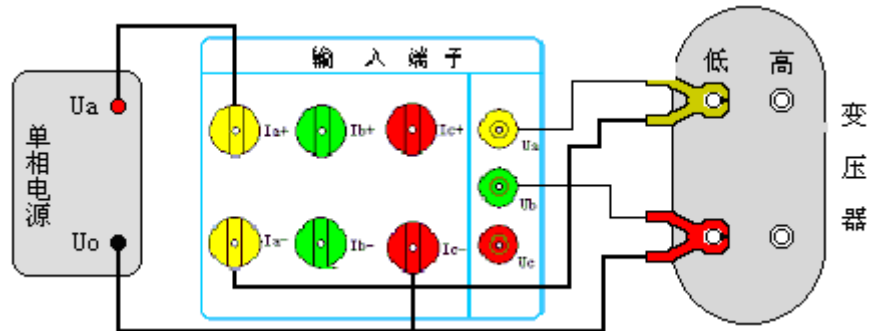 输入端子
低 高
Ua
Ia+ Ib+ Ic+
Ua
单相电源
变压器
Ub
Uo
Ia- Ib- Ic-
Uc